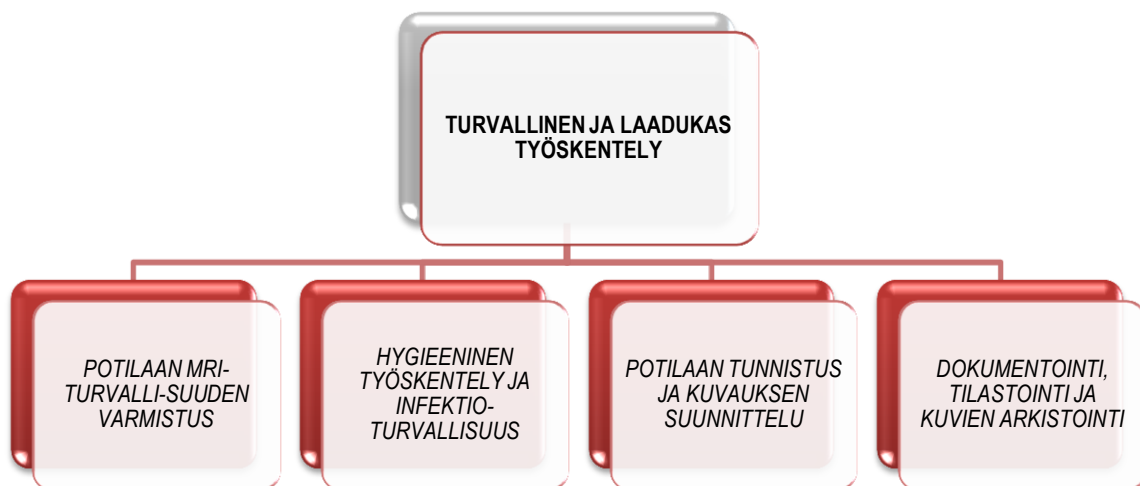 TURVALLINEN JA LAADUKAS
TYÖSKENTELY
POTILAAN MRI-
TURVALLI-SUUDEN
VARMISTUS
HYGIEENINEN
TYÖSKENTELY JA
INFEKTIO-
TURVALLISUUS
POTILAAN TUNNISTUS
JA KUVAUKSEN
SUUNNITTELU
DOKUMENTOINTI,
TILASTOINTI JA
KUVIEN ARKISTOINTI